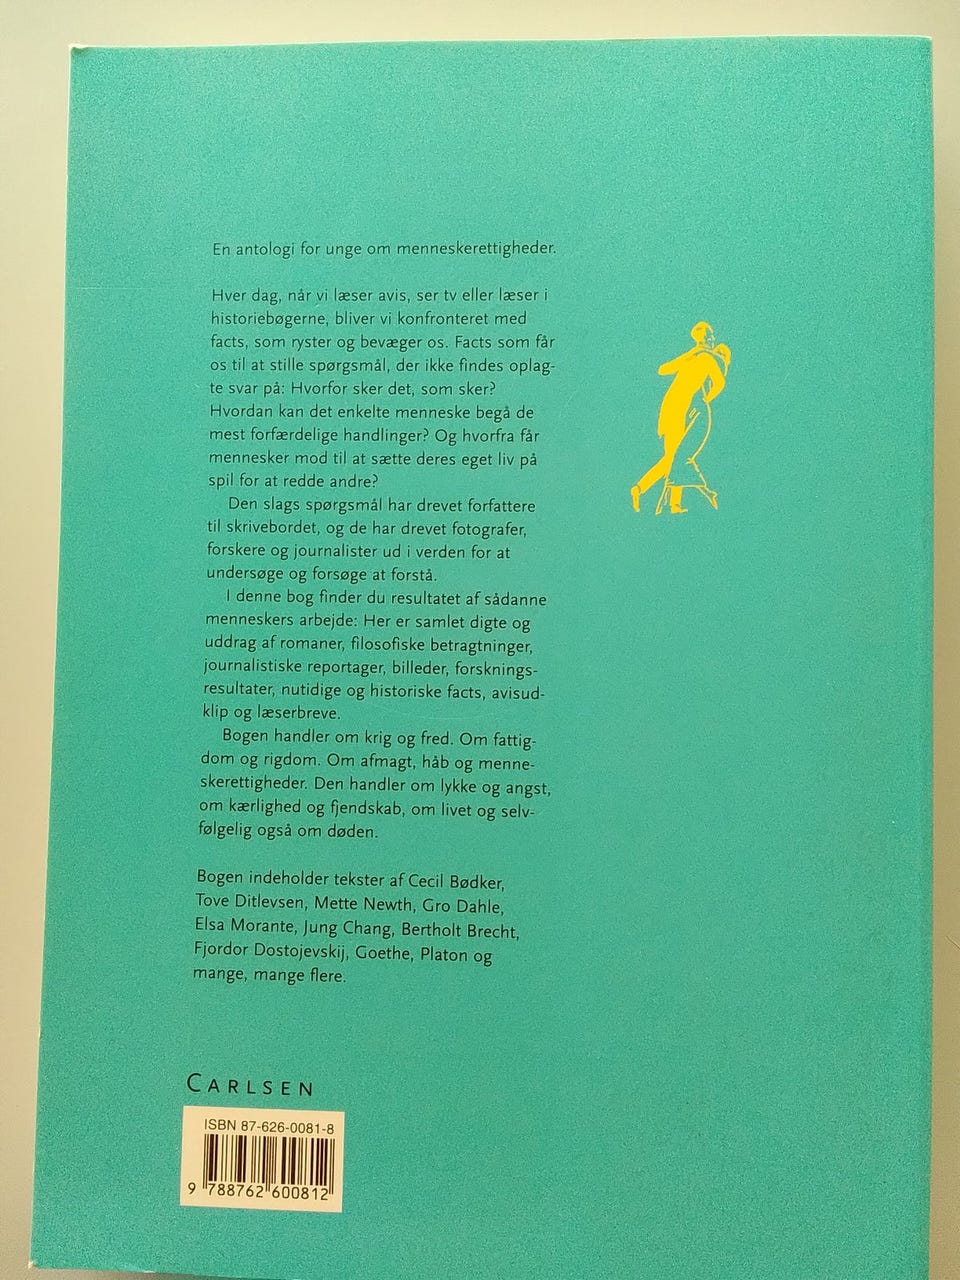 En antologi for unge om menneskerettigheder.
Hver dag, når vi læser avis, ser tv eller læser i
historiebøgerne, bliver vi konfronteret med
facts, som ryster og bevæger os. Facts som får
os til at stille spørgsmål, der ikke findes oplag-
te svar på: Hvorfor sker det, som sker?
Hvordan kan det enkelte menneske begå de
mest forfærdelige handlinger? Og hvorfra får
mennesker mod til at sætte deres eget liv på
spil for at redde andre?
Den slags spørgsmål har drevet forfattere
til skrivebordet, og de har drevet fotografer,
forskere og journalister ud i verden for at
undersøge og forsøge at forstå.
I denne bog finder du resultatet af sådanne
menneskers arbejde: Her er samlet digte og
uddrag af romaner, filosofiske betragtninger,
journalistiske reportager, billeder, forsknings-
resultater, nutidige og historiske facts, avisud-
klip og læserbreve.
Bogen handler om krig og fred. Om fattig-
dom og rigdom. Om afmagt, håb og menne-
skerettigheder. Den handler om lykke og angst,
om kærlighed og fjendskab, om livet og selv-
følgelig også om døden.
Bogen indeholder tekster af Cecil Bødker,
Tove Ditlevsen, Mette Newth, Gro Dahle,
Elsa Morante, Jung Chang, Bertholt Brecht,
Fjordor Dostojevskij, Goethe, Platon og
mange, mange flere.
CARLSEN
ISBN 87-626-0081-8
9 788762 600812